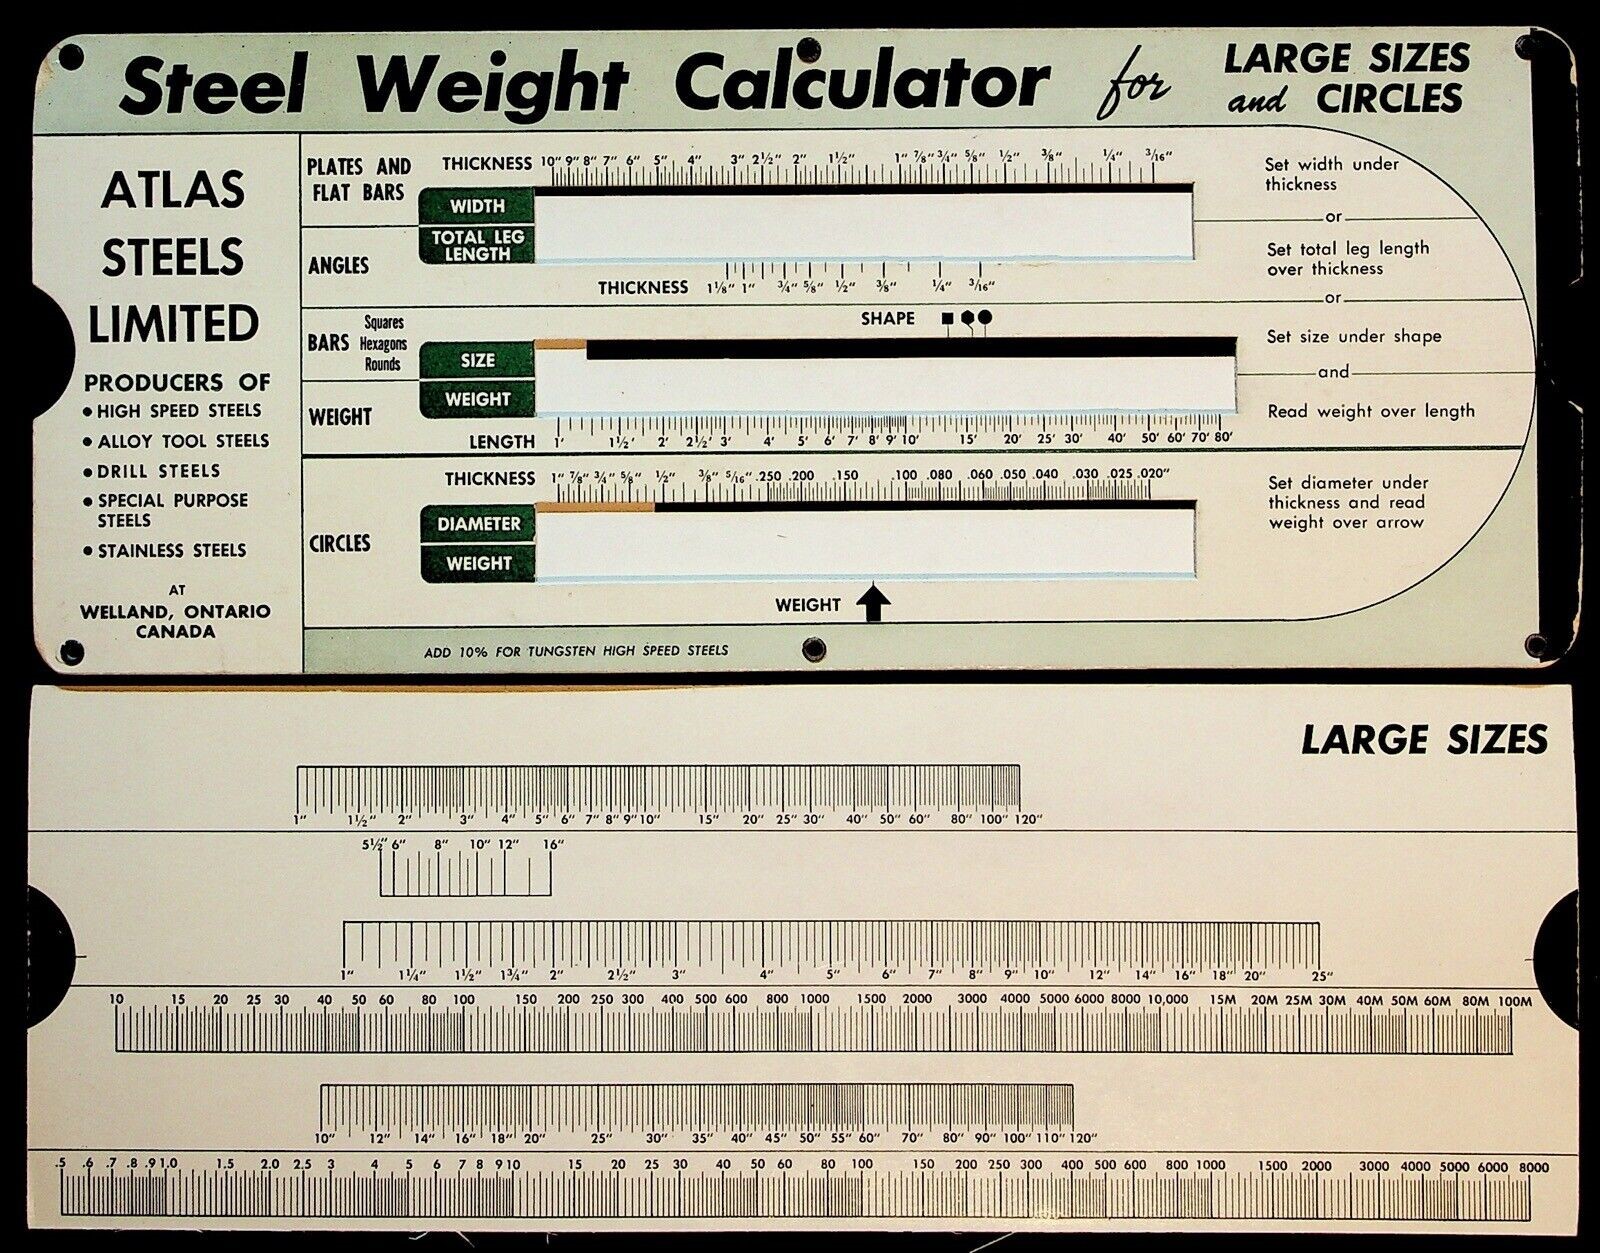 Steel Weight Calculator for LARGE SIZES and CIRCLES
ATLAS
STEELS
LIMITED
PRODUCERS OF
• HIGH SPEED STEELS
• ALLOY TOOL STEELS
• DRILL STEELS
• SPECIAL PURPOSE
STEELS
• STAINLESS STEELS
AT
WELLAND, ONTARIO
CANADA
PLATES AND
FLAT BARS
THICKNESS 10" 9" 8" 7" 6" 5" 4" 3" 2½" 2" 1½" 1" ⅞" ¾" ⅝" ½" ⅜" ¼" 3/16"
WIDTH
TOTAL LEG
LENGTH
ANGLES
THICKNESS 1⅛" 1" ¾" ⅝" ½" ⅜" ¼" 3/16"
Set width under
thickness
or
Set total leg length
over thickness
or
BARS Squares
Hexagons
Rounds
SHAPE
SIZE
WEIGHT
WEIGHT
LENGTH 1' 1½' 2' 2½' 3' 4' 5' 6' 7' 8' 9' 10' 15' 20' 25' 30' 40' 50' 60' 70' 80'
Set size under shape
and
Read weight over length
THICKNESS 1" ⅞" ¾" ⅝" ½" ⅜" 5/16" .250 .200 .150 .100 .080 .060 .050 .040 .030 .025 .020"
CIRCLES
DIAMETER
WEIGHT
WEIGHT
Set diameter under
thickness and read
weight over arrow
ADD 10% FOR TUNGSTEN HIGH SPEED STEELS
LARGE SIZES
1" 1½" 2" 3" 4" 5" 6" 7" 8" 9" 10" 15" 20" 25" 30" 40" 50" 60" 80" 100" 120"
5½" 6" 8" 10" 12" 16"
1" 1¼" 1½" 1¾" 2" 2½" 3" 4" 5" 6" 7" 8" 9" 10" 12" 14" 16" 18" 20" 25"
10 15 20 25 30 40 50 60 80 100 150 200 250 300 400 500 600 800 1000 1500 2000 3000 4000 5000 6000 8000 10,000 15M 20M 25M 30M 40M 50M 60M 80M 100M
10" 12" 14" 16" 18" 20" 25" 30" 35" 40" 45" 50" 55" 60" 70" 80" 90" 100" 110" 120"
.5 .6 .7 .8 .9 1.0 1.5 2.0 2.5 3 4 5 6 7 8 9 10 15 20 25 30 40 50 60 80 100 150 200 250 300 400 500 600 800 1000 1500 2000 3000 4000 5000 6000 8000